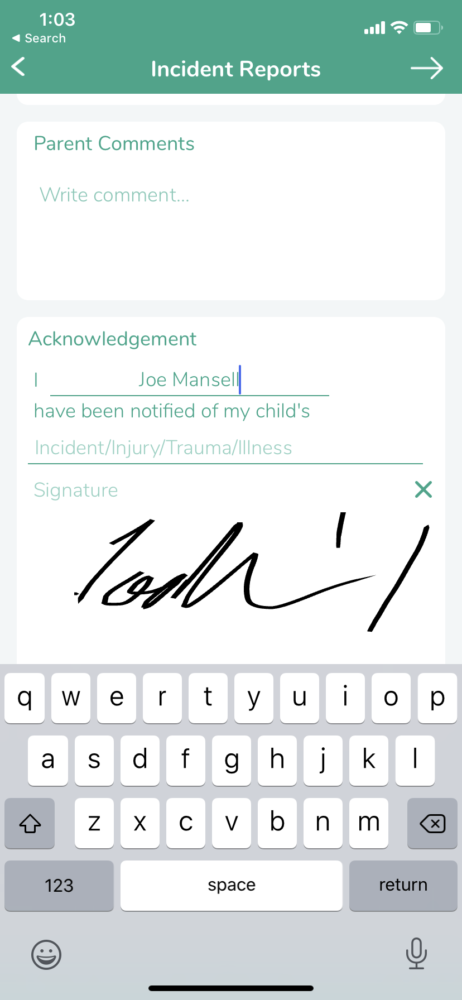 1:03
Search
Incident Reports
Parent Comments
Write comment...
Acknowledgement
I Joe Mansell
have been notified of my child's
Incident/Injury/Trauma/Illness
Signature
q w e r t y u i o p
a s d f g h j k l
z x c v b n m
123 space return